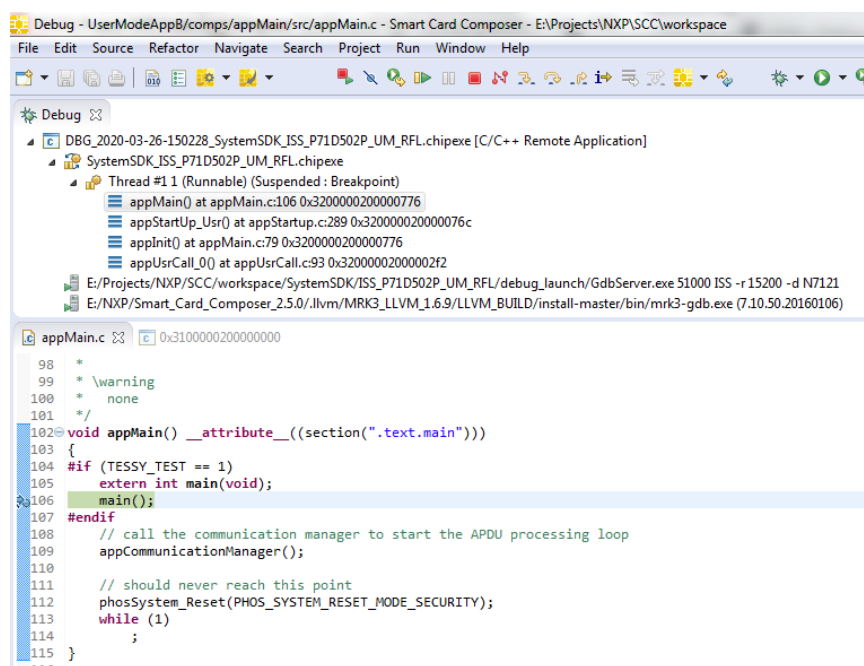 Debug - UserModeAppB/comps/appMain/src/appMain.c - Smart Card Composer - E:\Projects\NXP\SCC\workspace
File Edit Source Refactor Navigate Search Project Run Window Help
Debug
DBG_2020-03-26-150228_SystemSDK_ISS_P71D502P_UM_RFL.chipexe [C/C++ Remote Application]
SystemSDK_ISS_P71D502P_UM_RFL.chipexe
Thread #1 1 (Runnable) (Suspended : Breakpoint)
appMain() at appMain.c:106 0x3200000200000776
appStartUp_Usr() at appStartup.c:289 0x320000020000076c
appInit() at appMain.c:79 0x3200000200000776
appUsrCall_0() at appUsrCall.c:93 0x32000002000002f2
E:/Projects/NXP/SCC/workspace/SystemSDK/ISS_P71D502P_UM_RFL/debug_launch/GdbServer.exe 51000 ISS -r 15200 -d N7121
E:/NXP/Smart_Card_Composer_2.5.0/.llvm/MRK3_LLVM_1.6.9/LLVM_BUILD/install-master/bin/mrk3-gdb.exe (7.10.50.20160106)
appMain.c 0x3100000200000000
98 *
99 * \warning
100 * none
101 */
102 void appMain() __attribute__((section(".text.main")))
103 {
104 #if (TESSY_TEST == 1)
105 extern int main(void);
106 main();
107 #endif
108 // call the communication manager to start the APDU processing loop
109 appCommunicationManager();
110
111 // should never reach this point
112 phosSystem_Reset(PHOS_SYSTEM_RESET_MODE_SECURITY);
113 while (1)
114 ;
115 }